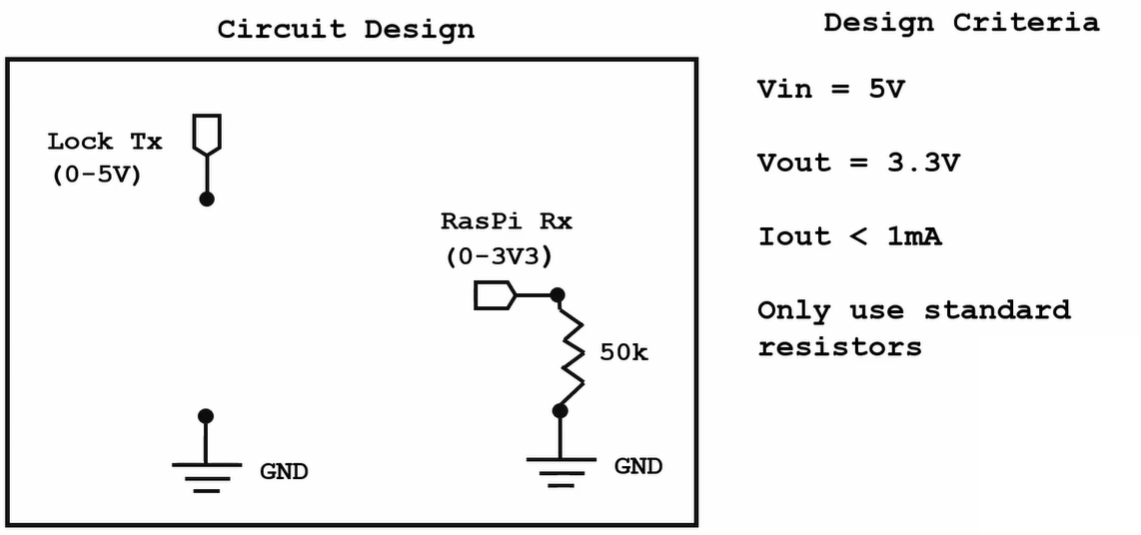 Circuit Design
Lock Tx
(0-5V)
RasPi Rx
(0-3V3)
50k
GND
GND
Design Criteria
Vin = 5V
Vout = 3.3V
Iout < 1mA
Only use standard
resistors